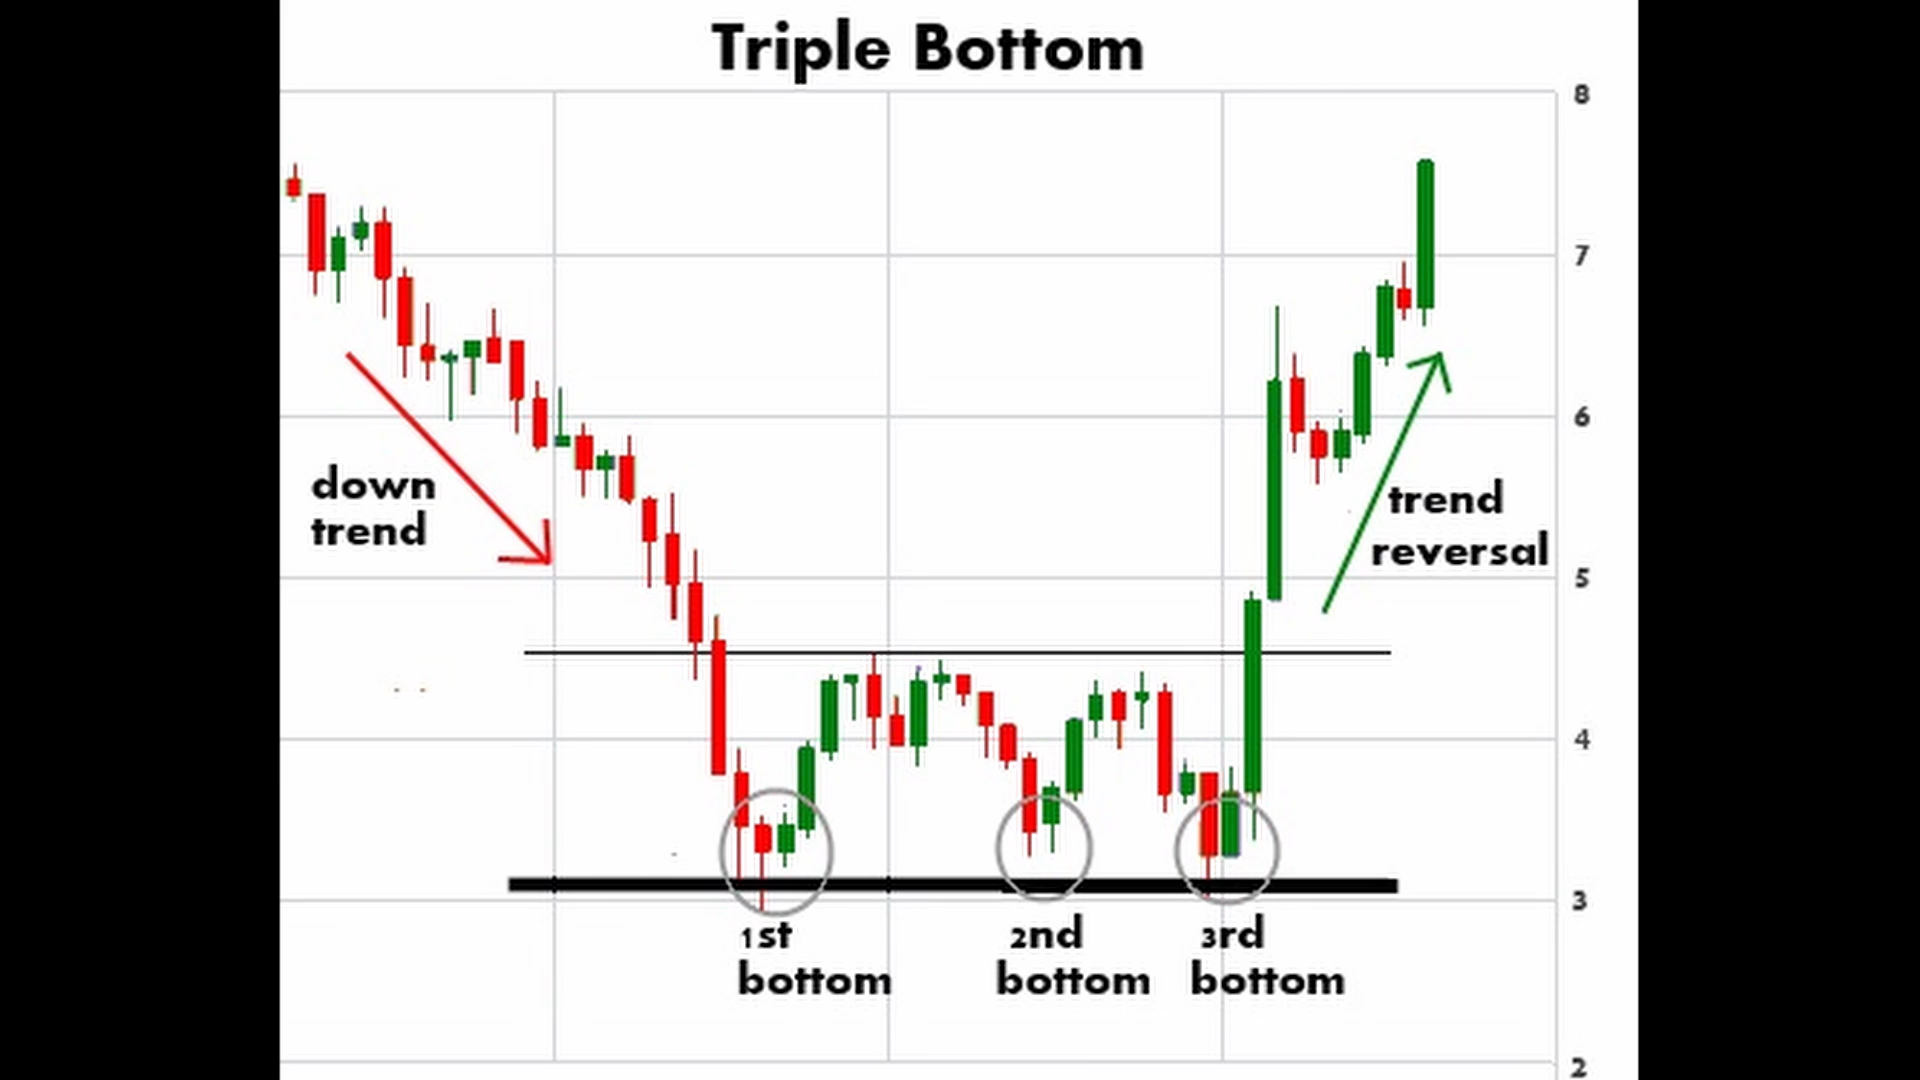 Triple Bottom
8
7
6
down
trend
trend
reversal
5
4
3
1st
bottom
2nd
bottom
3rd
bottom
2